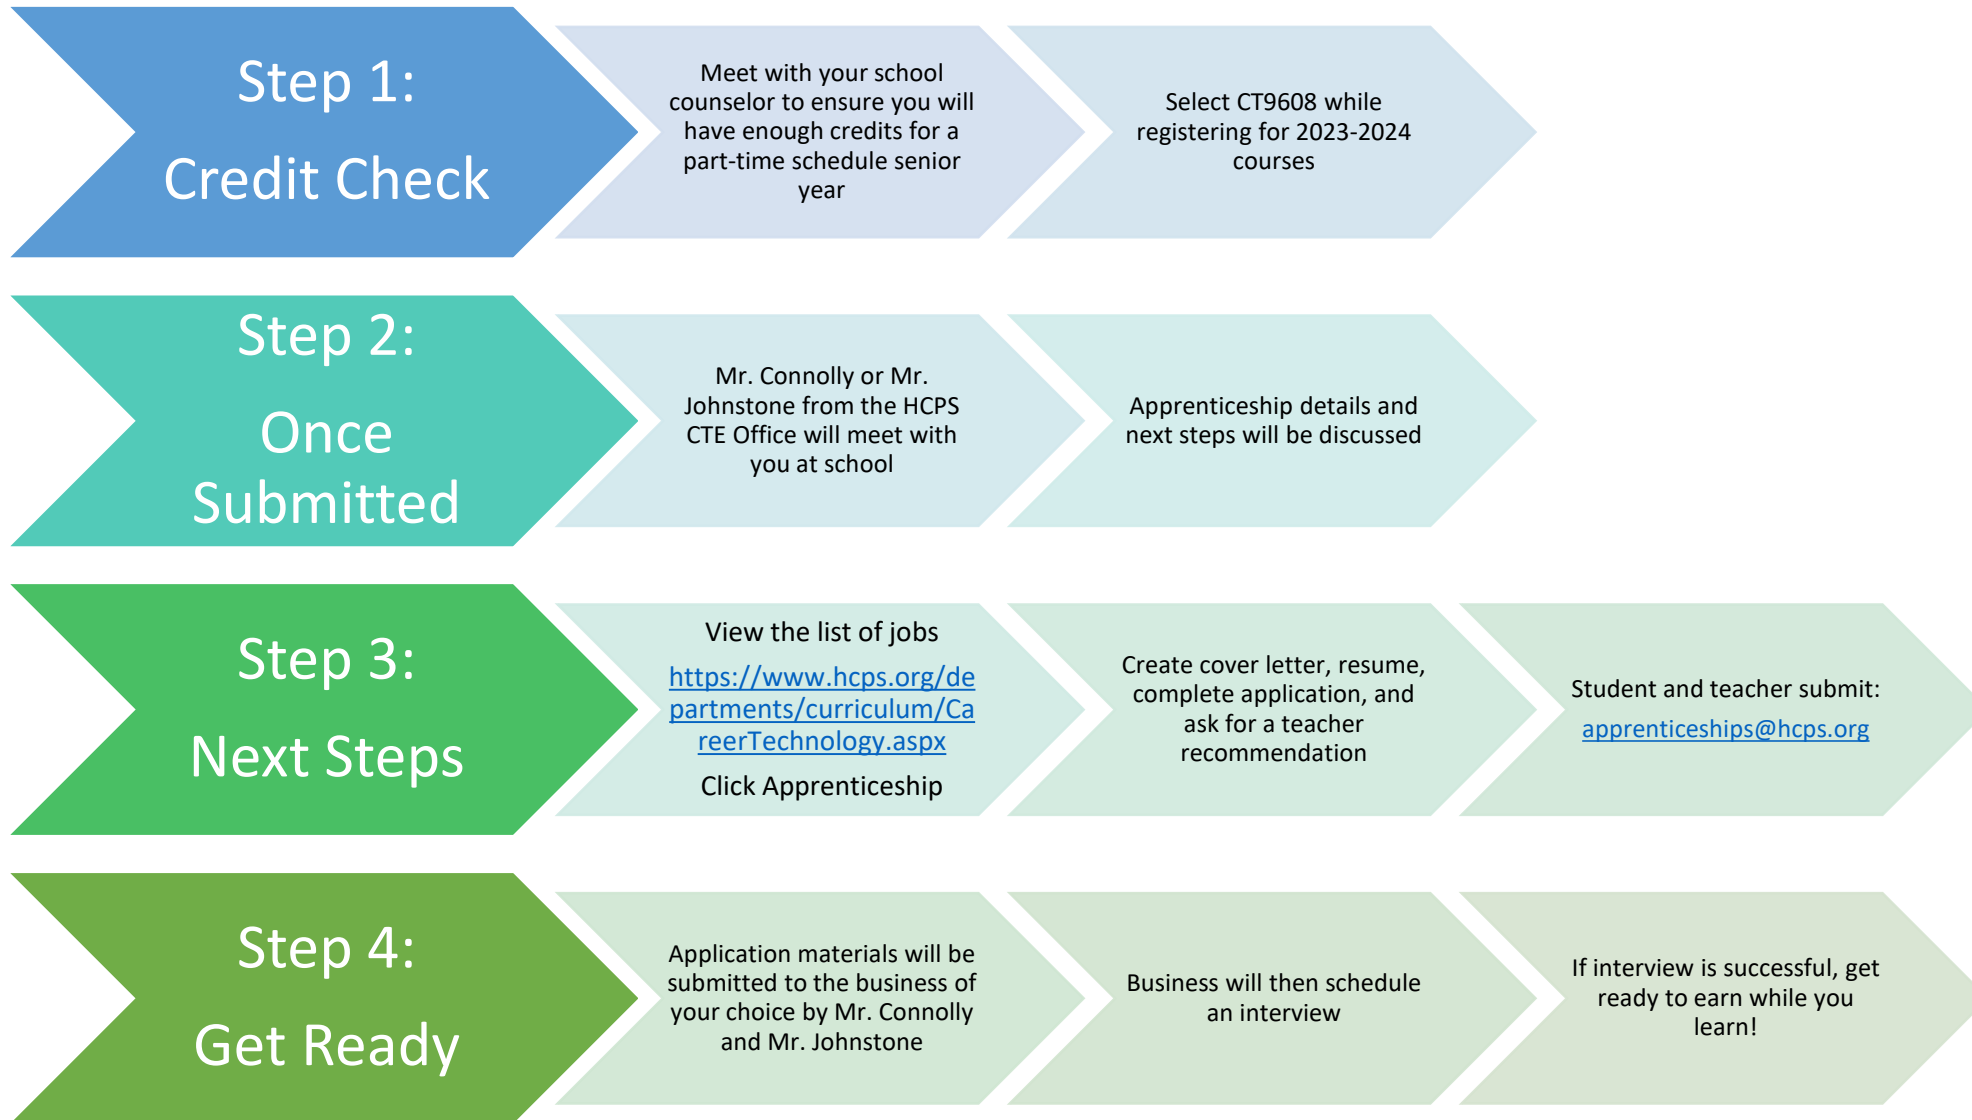 Step 1:
Credit Check
Meet with your school
counselor to ensure you will
have enough credits for a
part-time schedule senior
year
Select CT9608 while
registering for 2023-2024
courses
Step 2:
Once
Submitted
Mr. Connolly or Mr.
Johnstone from the HCPS
CTE Office will meet with
you at school
Apprenticeship details and
next steps will be discussed
Step 3:
Next Steps
View the list of jobs
https://www.hcps.org/de
partments/curriculum/Ca
reerTechnology.aspx
Click Apprenticeship
Create cover letter, resume,
complete application, and
ask for a teacher
recommendation
Student and teacher submit:
apprenticeships@hcps.org
Step 4:
Get Ready
Application materials will be
submitted to the business of
your choice by Mr. Connolly
and Mr. Johnstone
Business will then schedule
an interview
If interview is successful, get
ready to earn while you
learn!